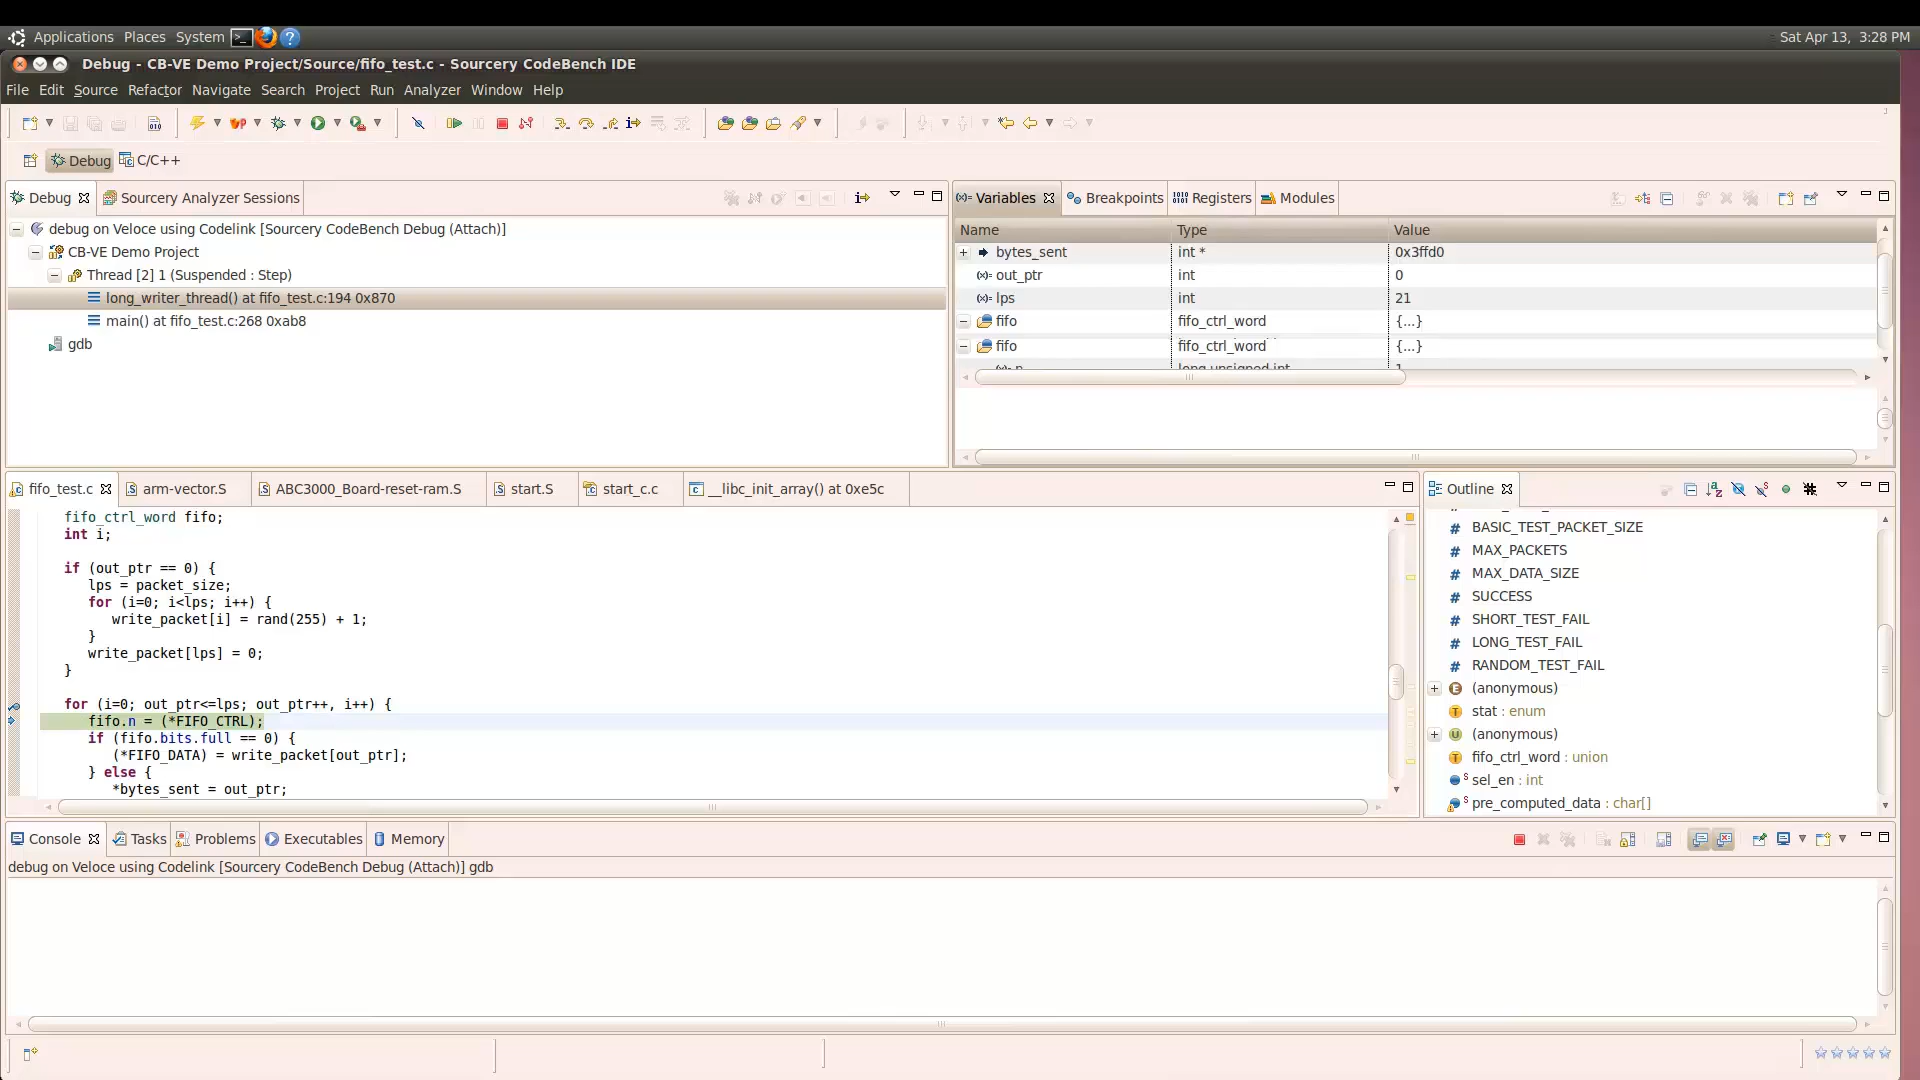 Applications Places System
Sat Apr 13, 3:28 PM
Debug - CB-VE Demo Project/Source/fifo_test.c - Sourcery CodeBench IDE
File Edit Source Refactor Navigate Search Project Run Analyzer Window Help
Debug C/C++
Debug Sourcery Analyzer Sessions
debug on Veloce using Codelink [Sourcery CodeBench Debug (Attach)]
CB-VE Demo Project
Thread [2] 1 (Suspended : Step)
long_writer_thread() at fifo_test.c:194 0x870
main() at fifo_test.c:268 0xab8
gdb
Variables Breakpoints Registers Modules
Name Type Value
bytes_sent int * 0x3ffd0
out_ptr int 0
lps int 21
fifo fifo_ctrl_word {...}
fifo fifo_ctrl_word {...}
n long unsigned int 1
fifo_test.c arm-vector.S ABC3000_Board-reset-ram.S start.S start_c.c __libc_init_array() at 0xe5c
fifo_ctrl_word fifo;
int i;
if (out_ptr == 0) {
lps = packet_size;
for (i=0; i<lps; i++) {
write_packet[i] = rand(255) + 1;
}
write_packet[lps] = 0;
}
for (i=0; out_ptr<=lps; out_ptr++, i++) {
fifo.n = (*FIFO_CTRL);
if (fifo.bits.full == 0) {
(*FIFO_DATA) = write_packet[out_ptr];
} else {
*bytes_sent = out_ptr;
Outline
BASIC_TEST_PACKET_SIZE
MAX_PACKETS
MAX_DATA_SIZE
SUCCESS
SHORT_TEST_FAIL
LONG_TEST_FAIL
RANDOM_TEST_FAIL
(anonymous)
stat : enum
(anonymous)
fifo_ctrl_word : union
sel_en : int
pre_computed_data : char[]
Console Tasks Problems Executables Memory
debug on Veloce using Codelink [Sourcery CodeBench Debug (Attach)] gdb